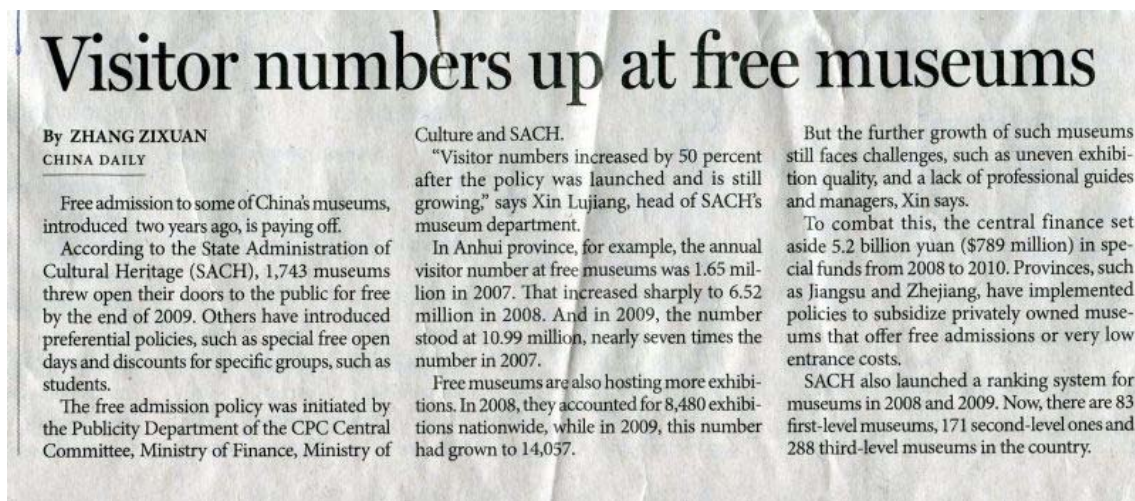 Visitor numbers up at free museums
By ZHANG ZIXUAN
CHINA DAILY
Free admission to some of China's museums,
introduced two years ago, is paying off.
According to the State Administration of
Cultural Heritage (SACH), 1,743 museums
threw open their doors to the public for free
by the end of 2009. Others have introduced
preferential policies, such as special free open
days and discounts for specific groups, such as
students.
The free admission policy was initiated by
the Publicity Department of the CPC Central
Committee, Ministry of Finance, Ministry of
Culture and SACH.
"Visitor numbers increased by 50 percent
after the policy was launched and is still
growing," says Xin Lujiang, head of SACH's
museum department.
In Anhui province, for example, the annual
visitor number at free museums was 1.65 mil-
lion in 2007. That increased sharply to 6.52
million in 2008. And in 2009, the number
stood at 10.99 million, nearly seven times the
number in 2007.
Free museums are also hosting more exhibi-
tions. In 2008, they accounted for 8,480 exhibi-
tions nationwide, while in 2009, this number
had grown to 14,057.
But the further growth of such museums
still faces challenges, such as uneven exhibi-
tion quality, and a lack of professional guides
and managers, Xin says.
To combat this, the central finance set
aside 5.2 billion yuan ($789 million) in spe-
cial funds from 2008 to 2010. Provinces, such
as Jiangsu and Zhejiang, have implemented
policies to subsidize privately owned muse-
ums that offer free admissions or very low
entrance costs.
SACH also launched a ranking system for
museums in 2008 and 2009. Now, there are 83
first-level museums, 171 second-level ones and
288 third-level museums in the country.